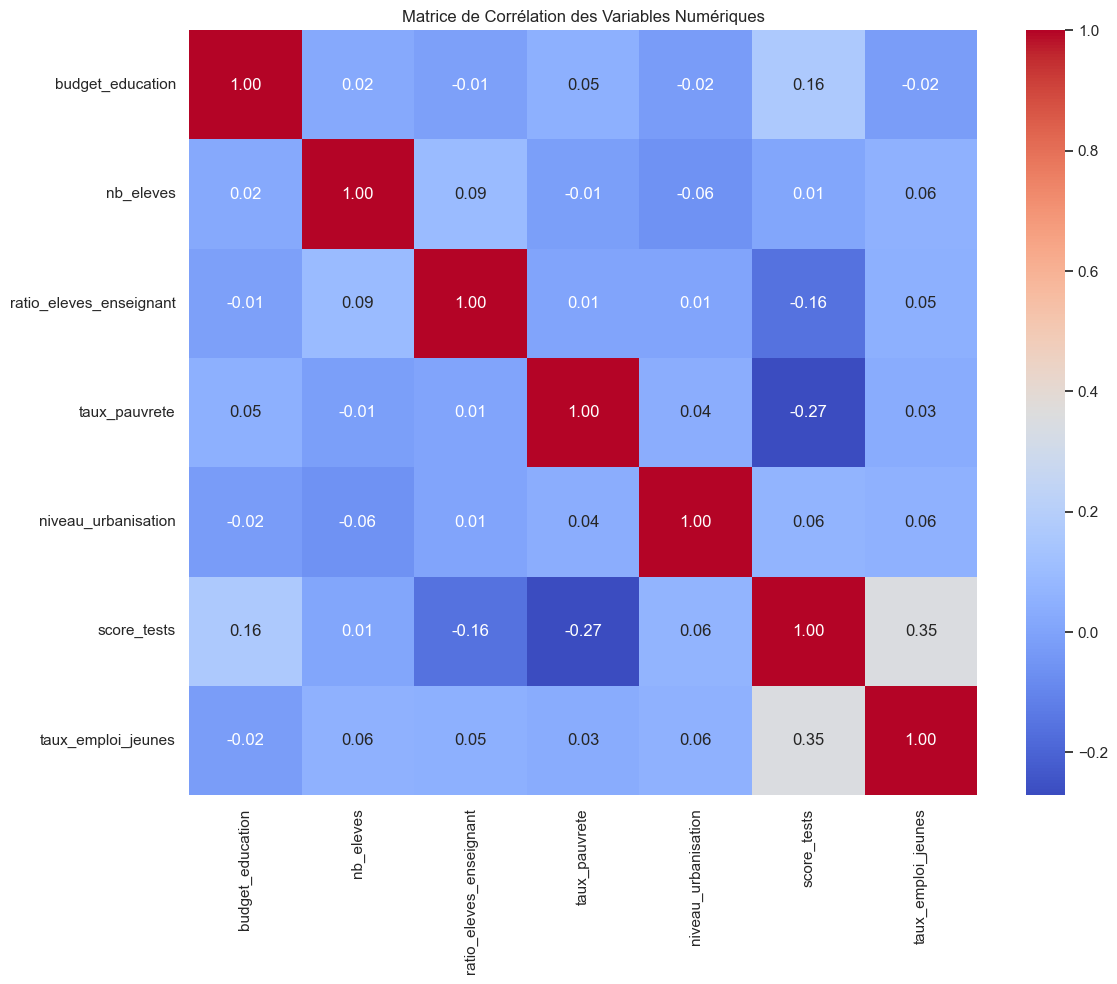 Matrice de Corrélation des Variables Numériques
budget_education 1.00 0.02 -0.01 0.05 -0.02 0.16 -0.02
nb_eleves 0.02 1.00 0.09 -0.01 -0.06 0.01 0.06
ratio_eleves_enseignant -0.01 0.09 1.00 0.01 0.01 -0.16 0.05
taux_pauvrete 0.05 -0.01 0.01 1.00 0.04 -0.27 0.03
niveau_urbanisation -0.02 -0.06 0.01 0.04 1.00 0.06 0.06
score_tests 0.16 0.01 -0.16 -0.27 0.06 1.00 0.35
taux_emploi_jeunes -0.02 0.06 0.05 0.03 0.06 0.35 1.00
budget_education
nb_eleves
ratio_eleves_enseignant
taux_pauvrete
niveau_urbanisation
score_tests
taux_emploi_jeunes
1.0
0.8
0.6
0.4
0.2
0.0
−0.2